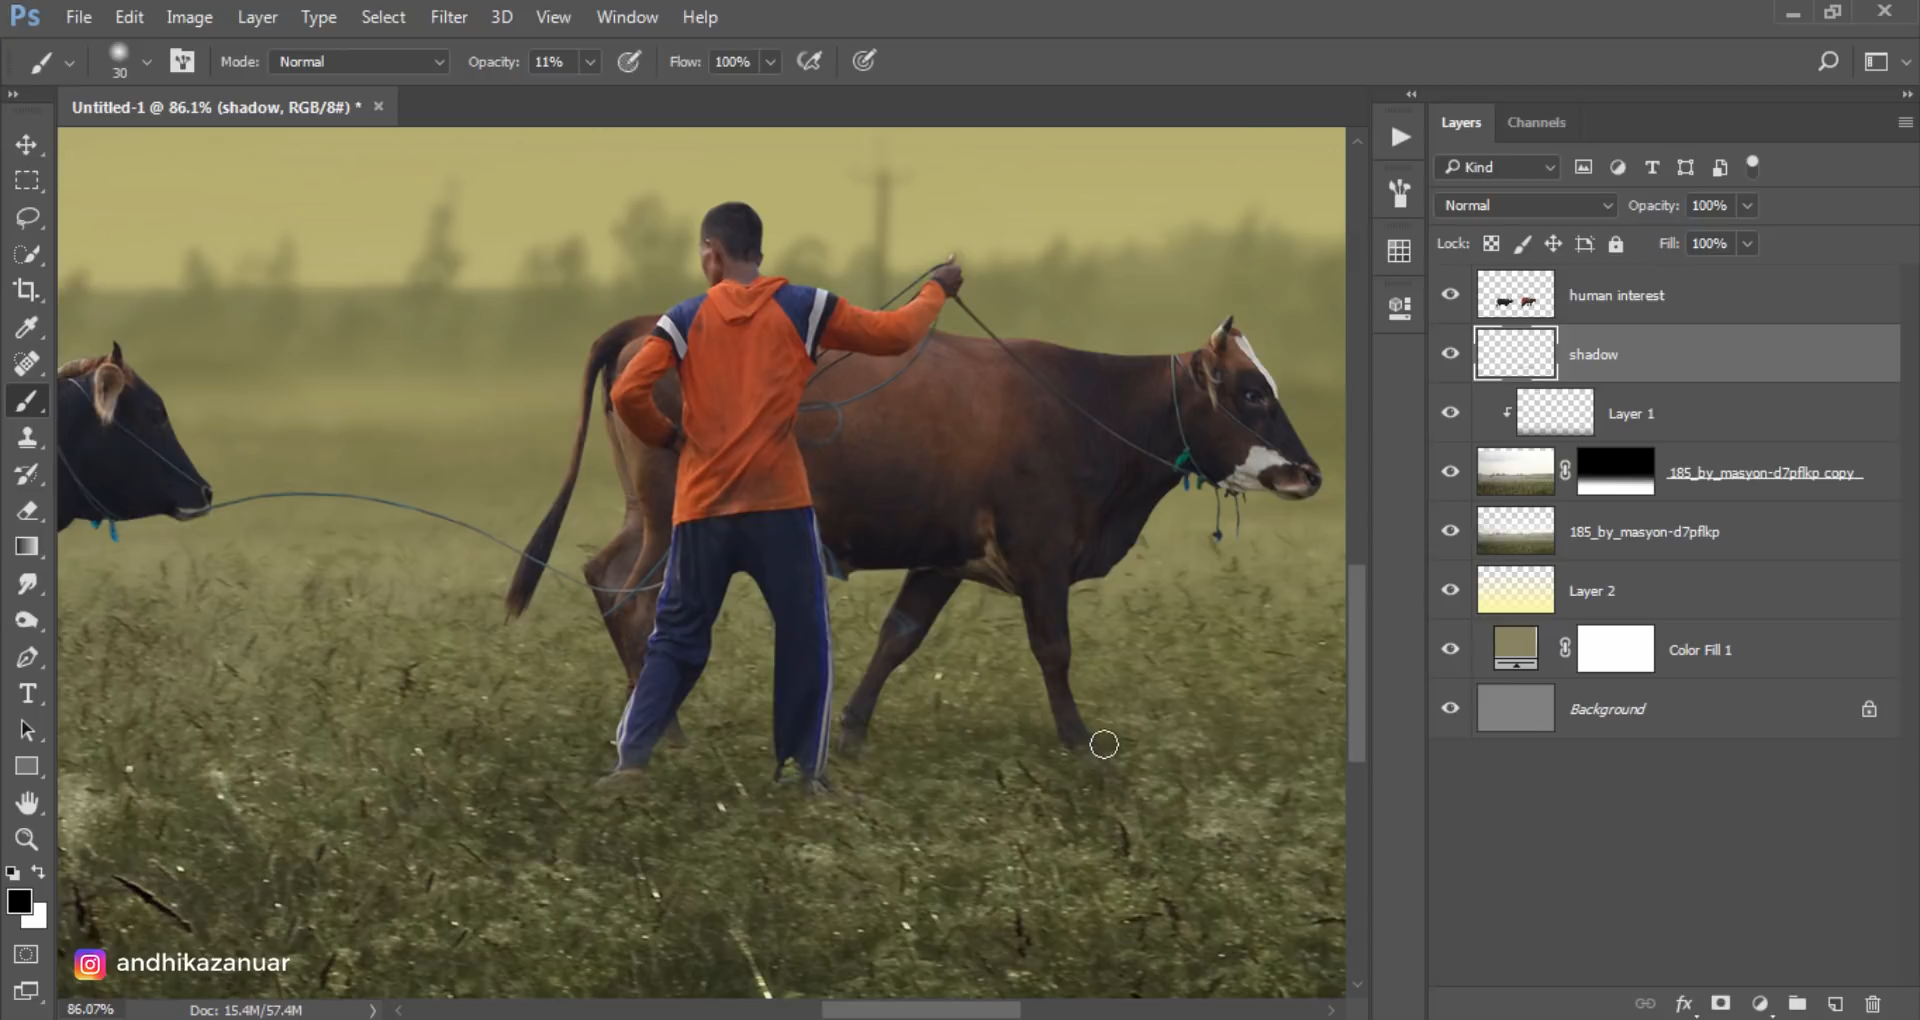 Ps File Edit Image Layer Type Select Filter 3D View Window Help
30 Mode: Normal Opacity: 11% Flow: 100%
Untitled-1 @ 86.1% (shadow, RGB/8#) * ×
Layers Channels
Kind
Normal Opacity: 100%
Lock: Fill: 100%
human interest
shadow
Layer 1
185_by_masyon-d7pflkp copy
185_by_masyon-d7pflkp
Layer 2
Color Fill 1
Background
andhikazanuar
86.07% Doc: 15.4M/57.4M
fx